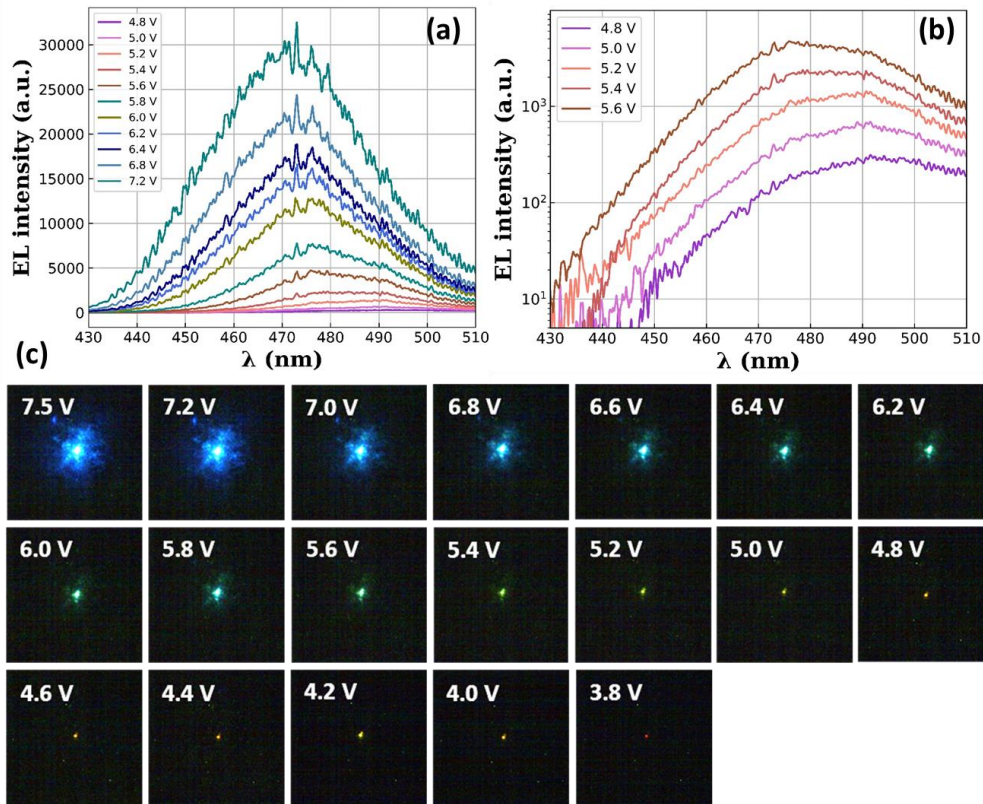 (a)
4.8 V
5.0 V
5.2 V
5.4 V
5.6 V
5.8 V
6.0 V
6.2 V
6.4 V
6.8 V
7.2 V
EL intensity (a.u.)
30000
25000
20000
15000
10000
5000
0
430 440 450 460 470 480 490 500 510
λ (nm)
(b)
4.8 V
5.0 V
5.2 V
5.4 V
5.6 V
EL intensity (a.u.)
10³
10²
10¹
430 440 450 460 470 480 490 500 510
λ (nm)
(c)
7.5 V 7.2 V 7.0 V 6.8 V 6.6 V 6.4 V 6.2 V
6.0 V 5.8 V 5.6 V 5.4 V 5.2 V 5.0 V 4.8 V
4.6 V 4.4 V 4.2 V 4.0 V 3.8 V